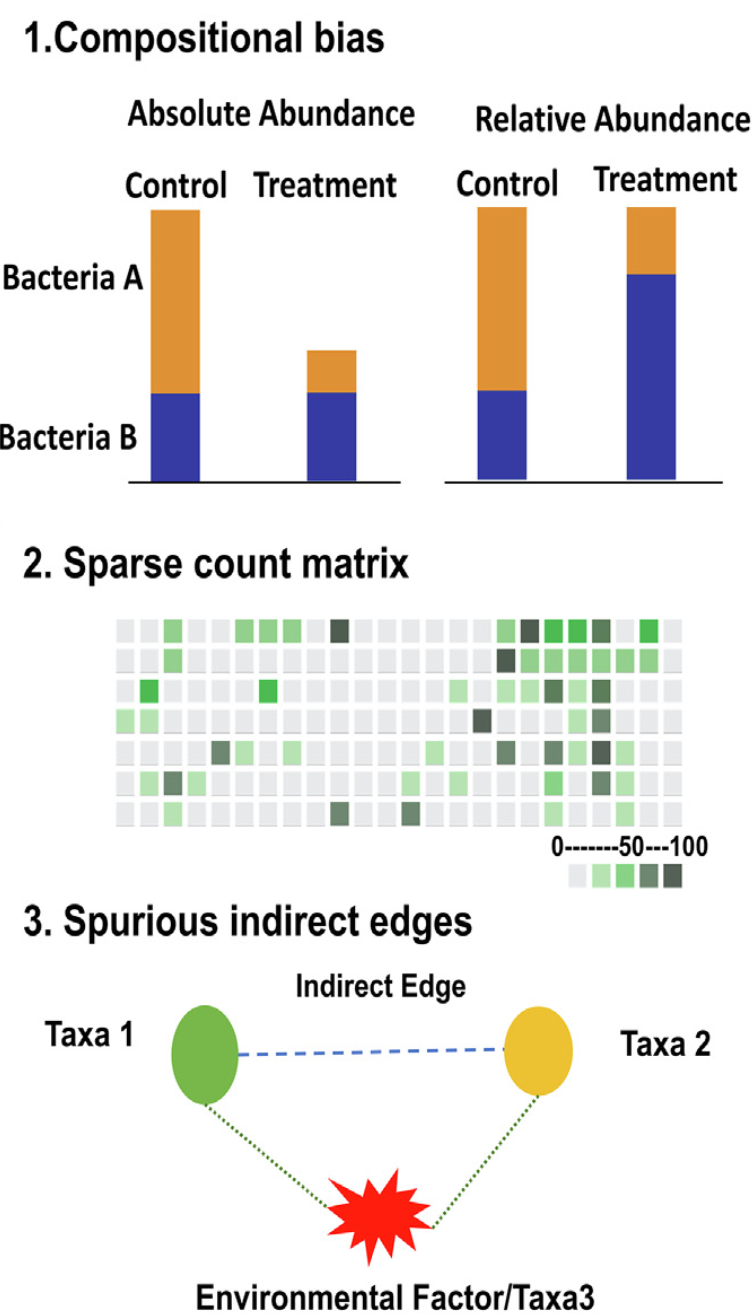 1.Compositional bias
Absolute Abundance
Relative Abundance
Control Treatment
Control Treatment
Bacteria A
Bacteria B
2. Sparse count matrix
0-------50---100
3. Spurious indirect edges
Indirect Edge
Taxa 1
Taxa 2
Environmental Factor/Taxa3